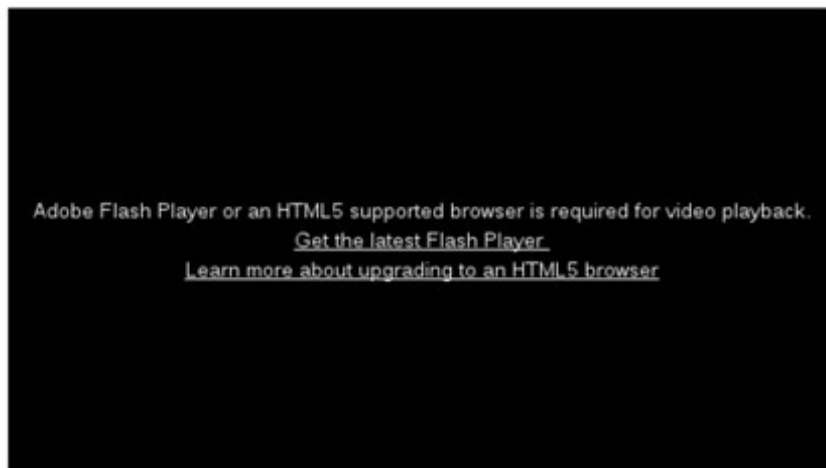 Adobe Flash Player or an HTML5 supported browser is required for video playback.
Get the latest Flash Player
Learn more about upgrading to an HTML5 browser